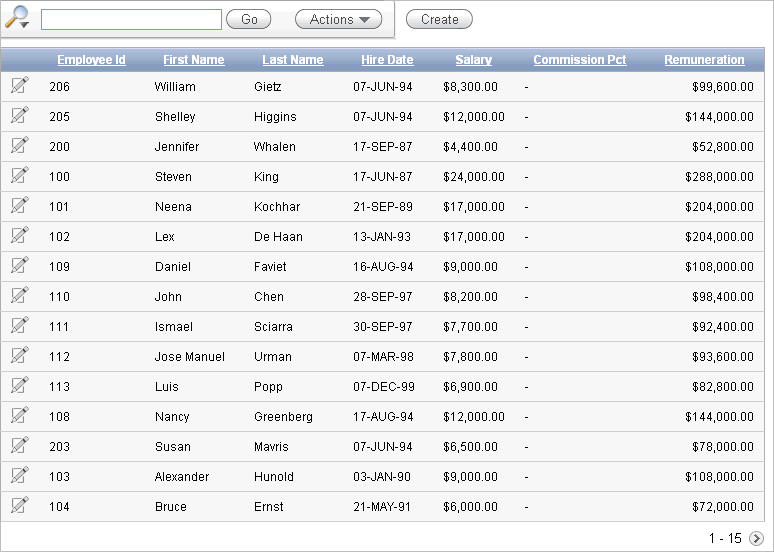 Go Actions Create
Employee Id First Name Last Name Hire Date Salary Commission Pct Remuneration
206 William Gietz 07-JUN-94 $8,300.00 - $99,600.00
205 Shelley Higgins 07-JUN-94 $12,000.00 - $144,000.00
200 Jennifer Whalen 17-SEP-87 $4,400.00 - $52,800.00
100 Steven King 17-JUN-87 $24,000.00 - $288,000.00
101 Neena Kochhar 21-SEP-89 $17,000.00 - $204,000.00
102 Lex De Haan 13-JAN-93 $17,000.00 - $204,000.00
109 Daniel Faviet 16-AUG-94 $9,000.00 - $108,000.00
110 John Chen 28-SEP-97 $8,200.00 - $98,400.00
111 Ismael Sciarra 30-SEP-97 $7,700.00 - $92,400.00
112 Jose Manuel Urman 07-MAR-98 $7,800.00 - $93,600.00
113 Luis Popp 07-DEC-99 $6,900.00 - $82,800.00
108 Nancy Greenberg 17-AUG-94 $12,000.00 - $144,000.00
203 Susan Mavris 07-JUN-94 $6,500.00 - $78,000.00
103 Alexander Hunold 03-JAN-90 $9,000.00 - $108,000.00
104 Bruce Ernst 21-MAY-91 $6,000.00 - $72,000.00
1 - 15